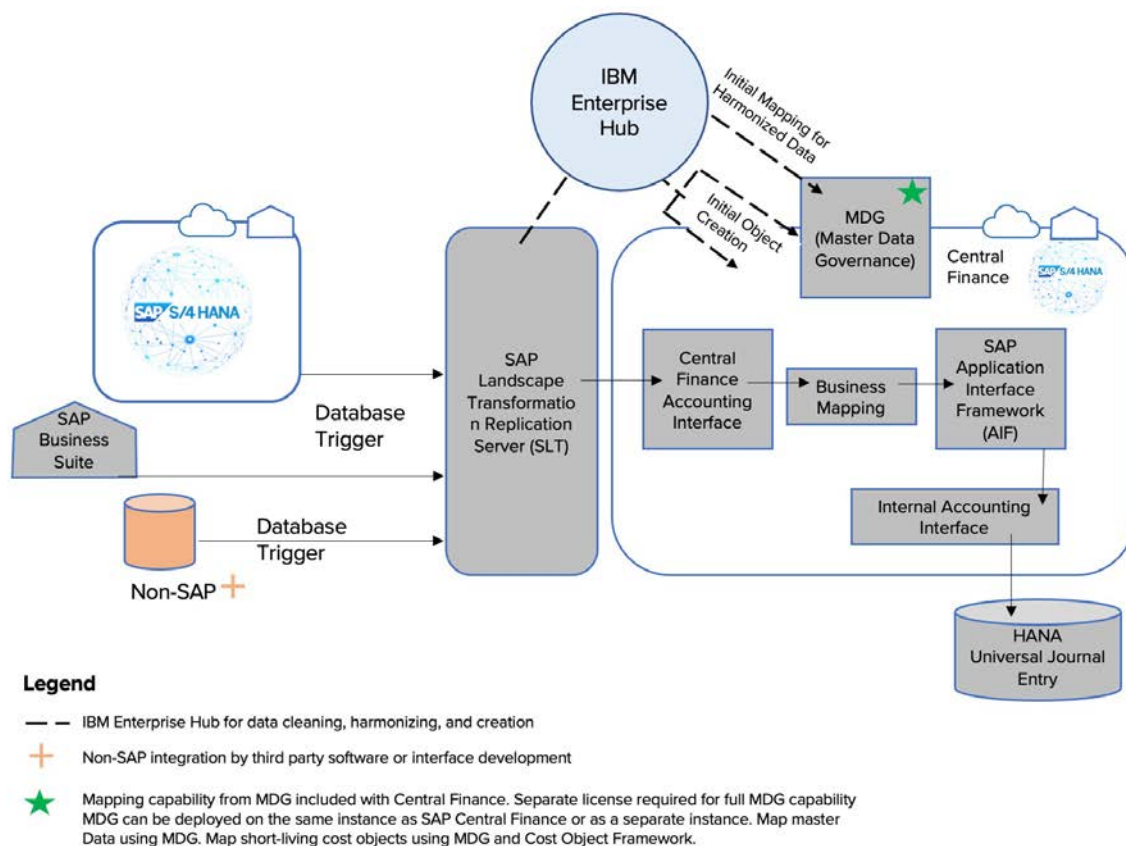 IBM
Enterprise
Hub
Initial Mapping for
Harmonized Data
Initial Object
Creation
MDG
(Master Data
Governance)
Central
Finance
SAP S/4 HANA
SAP S/4 HANA
SAP
Business
Suite
Database
Trigger
Database
Trigger
Non-SAP
SAP
Landscape
Transformatio
n Replication
Server (SLT)
Central
Finance
Accounting
Interface
Business
Mapping
SAP
Application
Interface
Framework
(AIF)
Internal Accounting
Interface
HANA
Universal Journal
Entry
Legend
IBM Enterprise Hub for data cleaning, harmonizing, and creation
Non-SAP integration by third party software or interface development
Mapping capability from MDG included with Central Finance. Separate license required for full MDG capability
MDG can be deployed on the same instance as SAP Central Finance or as a separate instance. Map master
Data using MDG. Map short-living cost objects using MDG and Cost Object Framework.